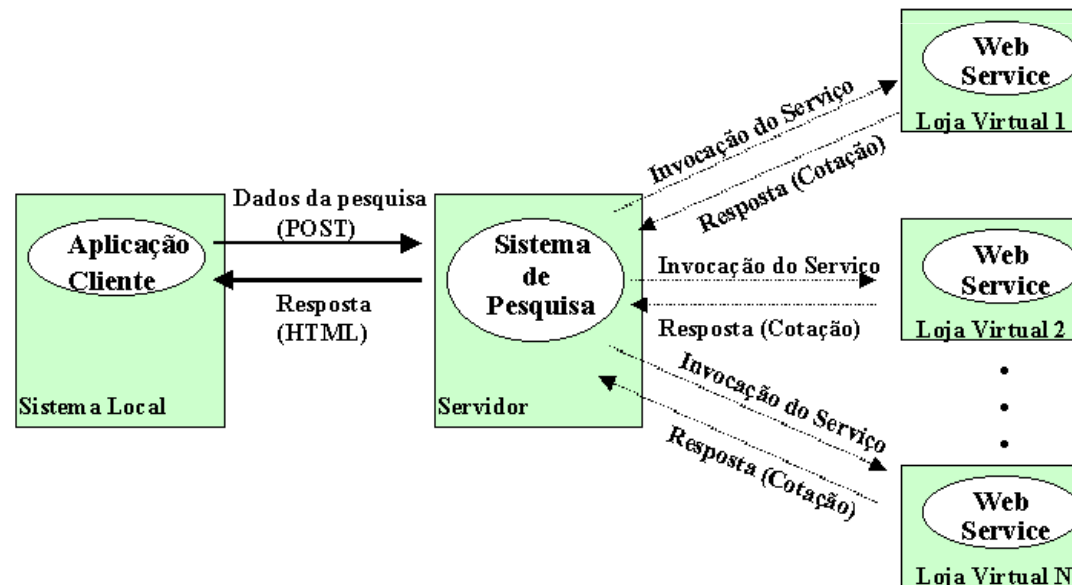 Web
Service
Loja Virtual 1
Invocação do Serviço
Resposta (Cotação)
Dados da pesquisa
(POST)
Aplicação
Cliente
Resposta
(HTML)
Sistema Local
Sistema
de
Pesquisa
Servidor
Invocação do Serviço
Resposta (Cotação)
Web
Service
Loja Virtual 2
Invocação do Serviço
Resposta (Cotação)
Web
Service
Loja Virtual N